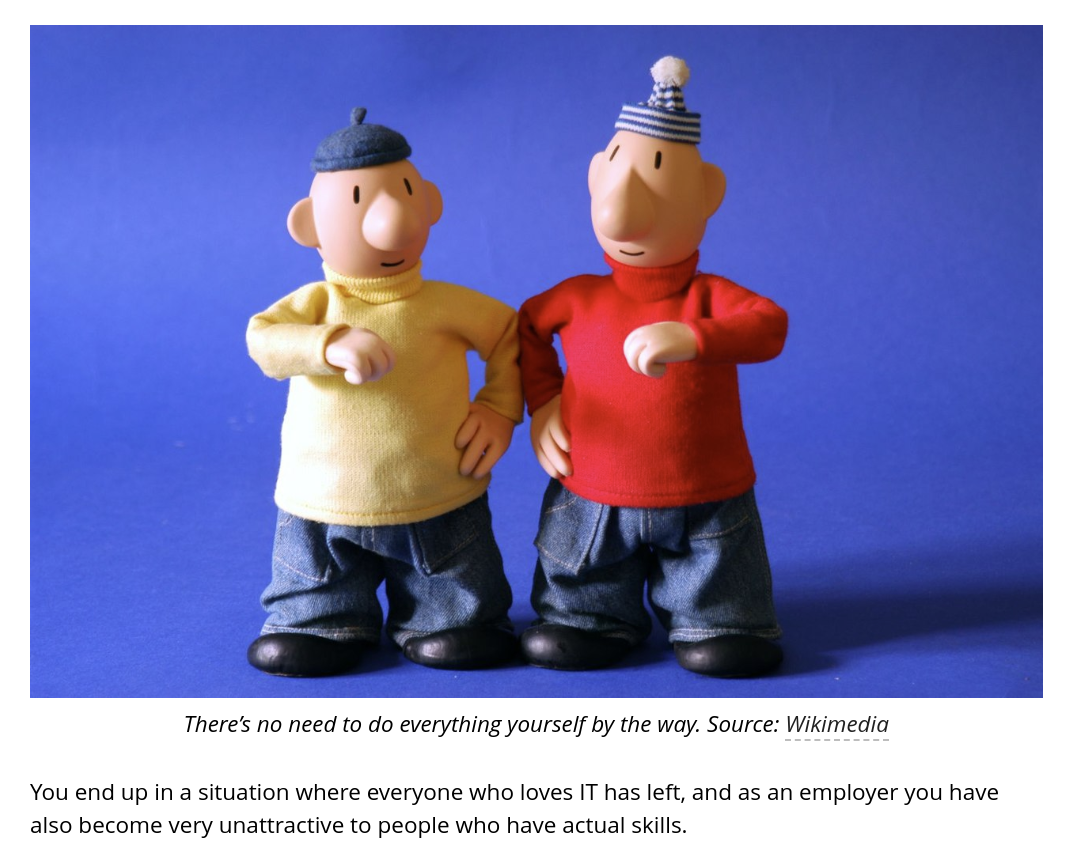 There’s no need to do everything yourself by the way. Source: Wikimedia
You end up in a situation where everyone who loves IT has left, and as an employer you have
also become very unattractive to people who have actual skills.